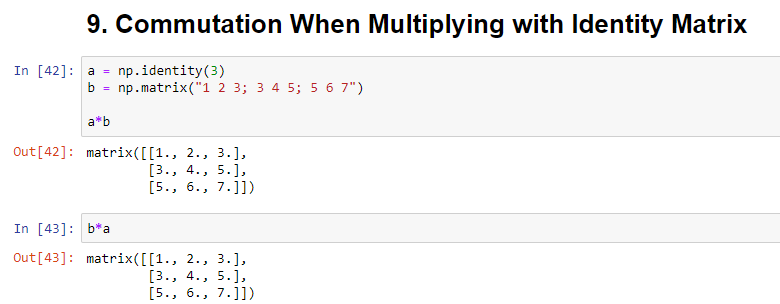 9. Commutation When Multiplying with Identity Matrix
In [42]: a = np.identity(3)
b = np.matrix("1 2 3; 3 4 5; 5 6 7")
a*b
Out[42]: matrix([[1., 2., 3.],
[3., 4., 5.],
[5., 6., 7.]])
In [43]: b*a
Out[43]: matrix([[1., 2., 3.],
[3., 4., 5.],
[5., 6., 7.]])